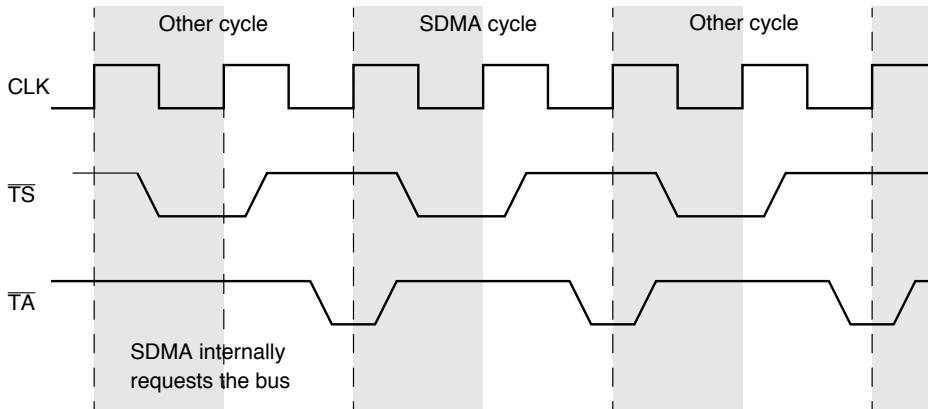 Other cycle
SDMA cycle
Other cycle
CLK
TS
TA
SDMA internally
requests the bus